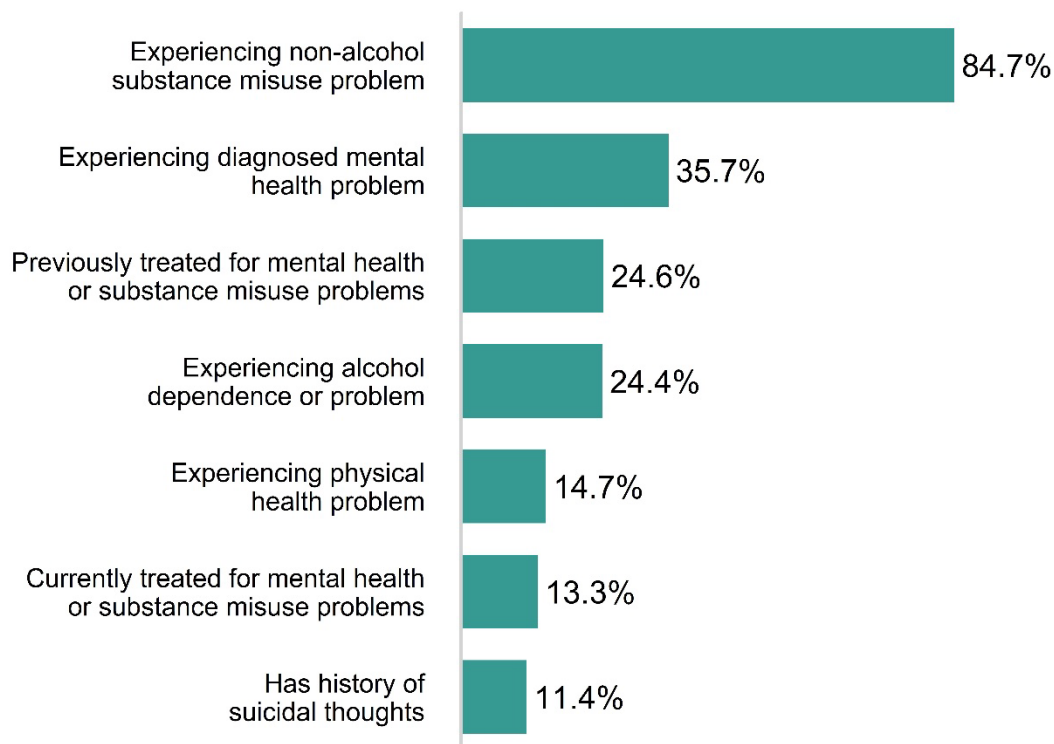 Experiencing non-alcohol
substance misuse problem
84.7%
Experiencing diagnosed mental
health problem
35.7%
Previously treated for mental health
or substance misuse problems
24.6%
Experiencing alcohol
dependence or problem
24.4%
Experiencing physical
health problem
14.7%
Currently treated for mental health
or substance misuse problems
13.3%
Has history of
suicidal thoughts
11.4%